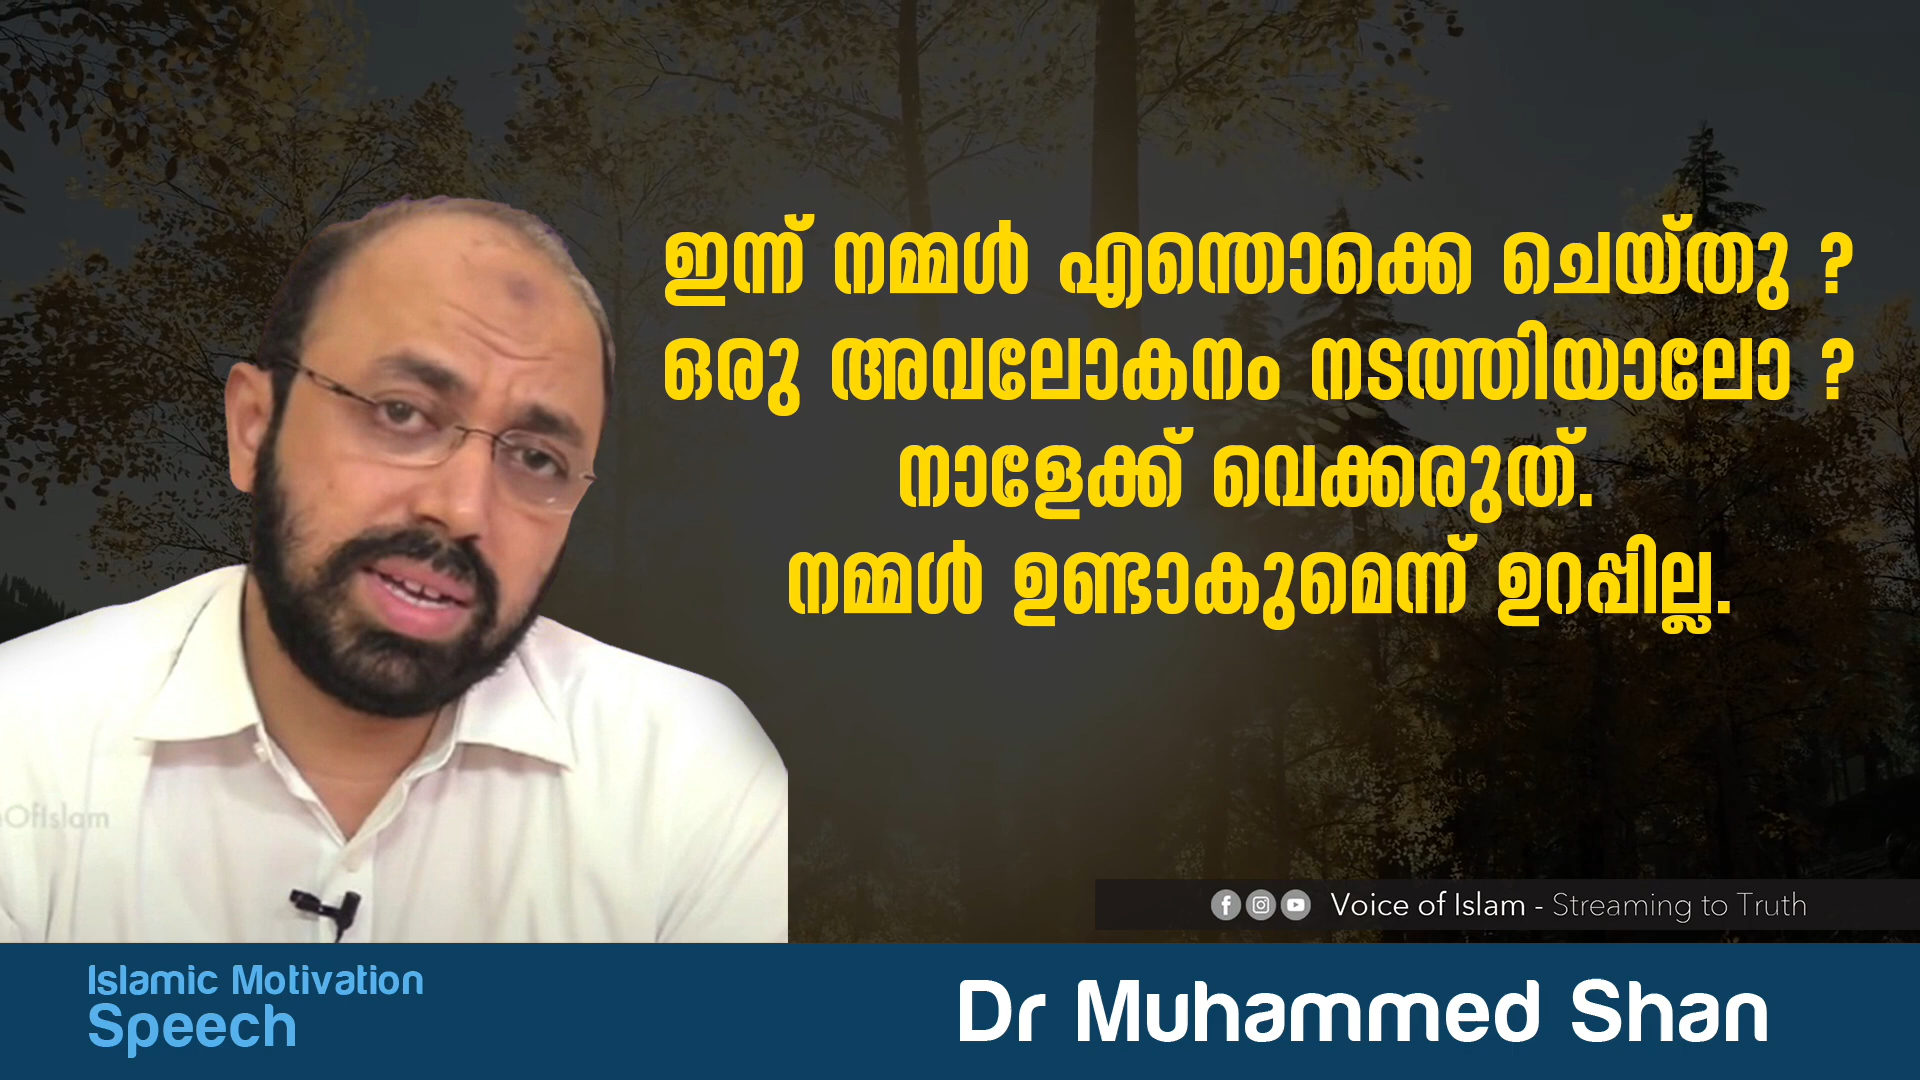 ഇന്ന് നമ്മൾ എന്തൊക്കെ ചെയ്തു ?
ഒരു അവലോകനം നടത്തിയാലോ ?
നാളേക്ക് വെക്കരുത്.
നമ്മൾ ഉണ്ടാകുമെന്ന് ഉറപ്പില്ല.
OfIslam
Voice of Islam - Streaming to Truth
Islamic Motivation
Speech
Dr Muhammed Shan